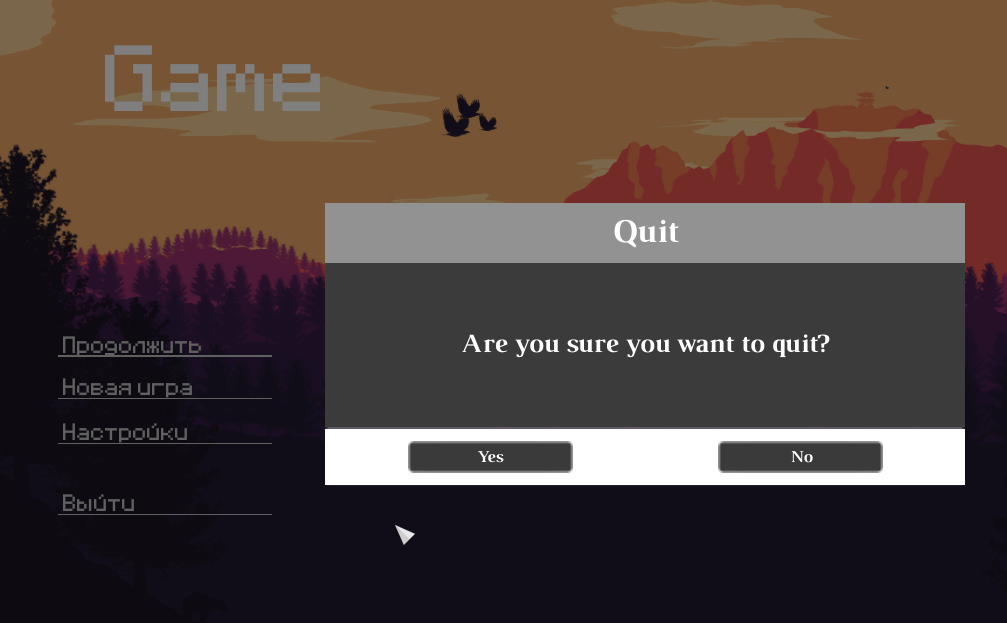 Game
Quit
Are you sure you want to quit?
Yes
No
Продолжить
Новая игра
Настройки
Выйти